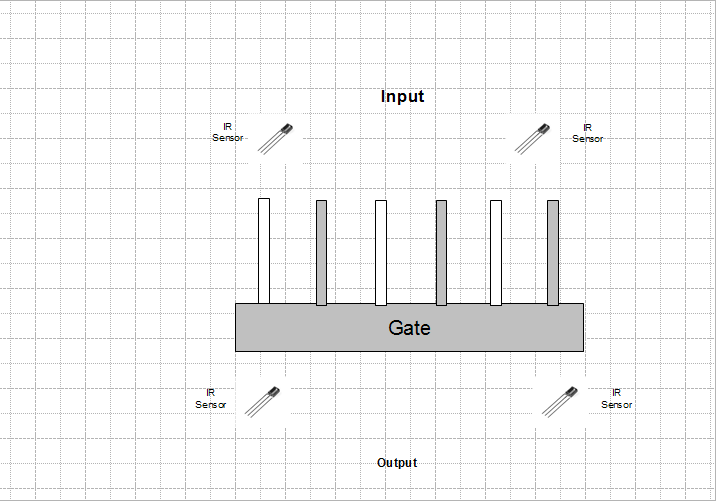 Input
IR
Sensor
IR
Sensor
Gate
IR
Sensor
IR
Sensor
Output